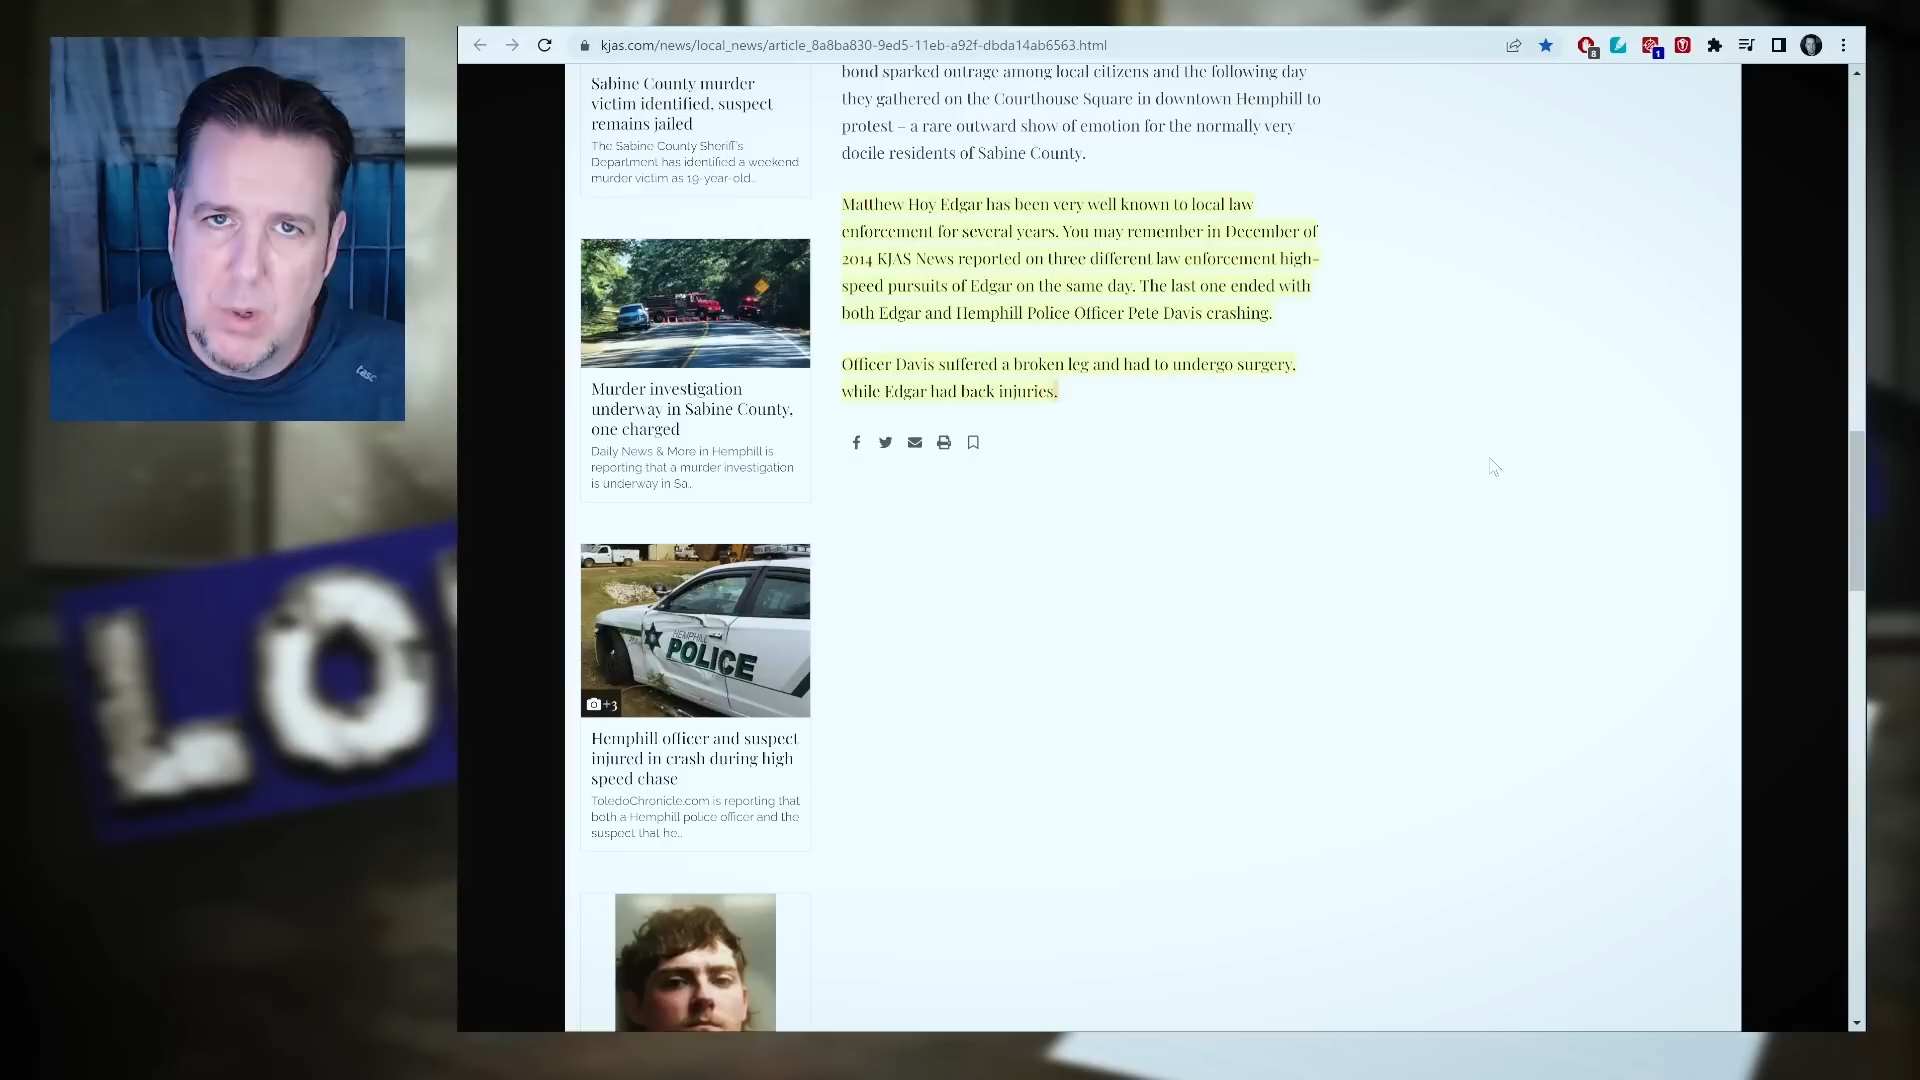 kjas.com/news/local_news/article_8a8ba830-9ed5-11eb-a92f-dbda14ab6563.html
8
1
Sabine County murder
victim identified, suspect
remains jailed
The Sabine County Sheriff's
Department has identified a weekend
murder victim as 19-year-old...
Murder investigation
underway in Sabine County,
one charged
Daily News & More in Hemphill is
reporting that a murder investigation
is underway in Sa...
HEMPHILL
POLICE
+3
Hemphill officer and suspect
injured in crash during high
speed chase
ToledoChronicle.com is reporting that
both a Hemphill police officer and the
suspect that he...
bond sparked outrage among local citizens and the following day
they gathered on the Courthouse Square in downtown Hemphill to
protest – a rare outward show of emotion for the normally very
docile residents of Sabine County.
Matthew Hoy Edgar has been very well known to local law
enforcement for several years. You may remember in December of
2014 KJAS News reported on three different law enforcement high-
speed pursuits of Edgar on the same day. The last one ended with
both Edgar and Hemphill Police Officer Pete Davis crashing.
Officer Davis suffered a broken leg and had to undergo surgery,
while Edgar had back injuries.
tasc
LO